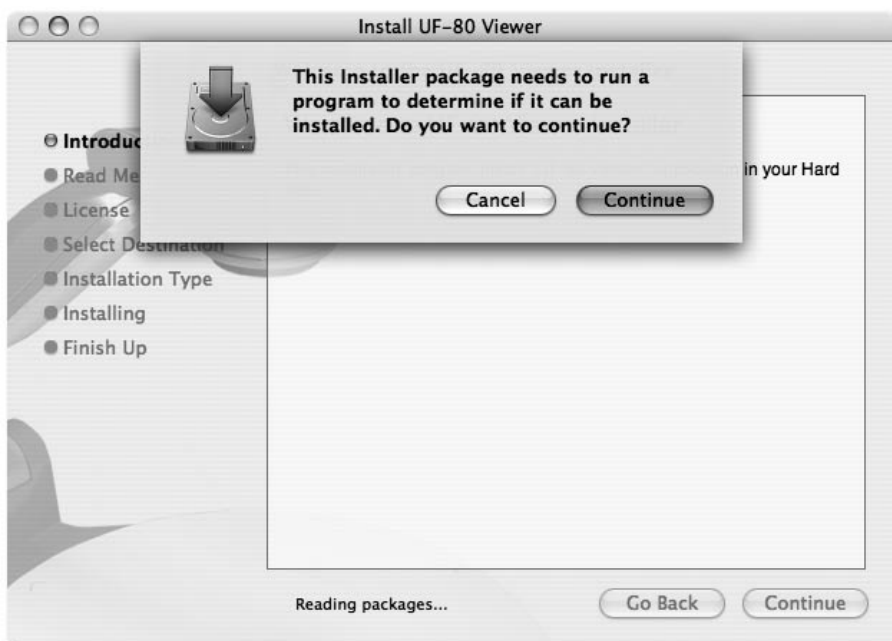 Install UF-80 Viewer
This Installer package needs to run a
program to determine if it can be
installed. Do you want to continue?
Cancel
Continue
Introduc
Read Me
License
Select Destination
Installation Type
Installing
Finish Up
in your Hard
Reading packages...
Go Back
Continue